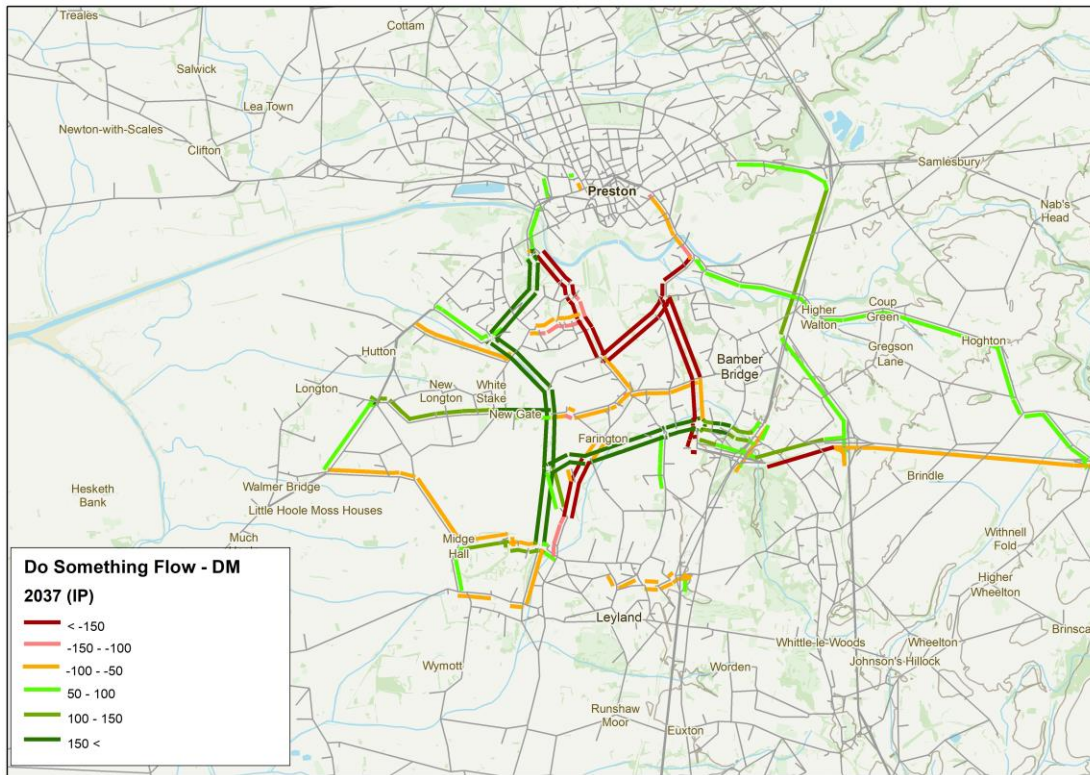 Treales
Cottam
Salwick
Lea Town
Newton-with-Scales
Clifton
Samlesbury
Preston
Nab's
Head
Higher
Walton
Coup
Green
Gregson
Lane
Hoghton
Hutton
Bamber
Bridge
Longton
New
Longton
White
Stake
New Gate
Farington
Brindle
Hesketh
Bank
Walmer Bridge
Little Hoole Moss Houses
Much
Midge
Hall
Withnell
Fold
Higher
Wheelton
Leyland
Whittle-le-Woods
Wheelton
Brinsca
Johnson's Hillock
Wymott
Worden
Runshaw
Moor
Euxton
Do Something Flow - DM
2037 (IP)
< -150
-150 - -100
-100 - -50
50 - 100
100 - 150
150 <